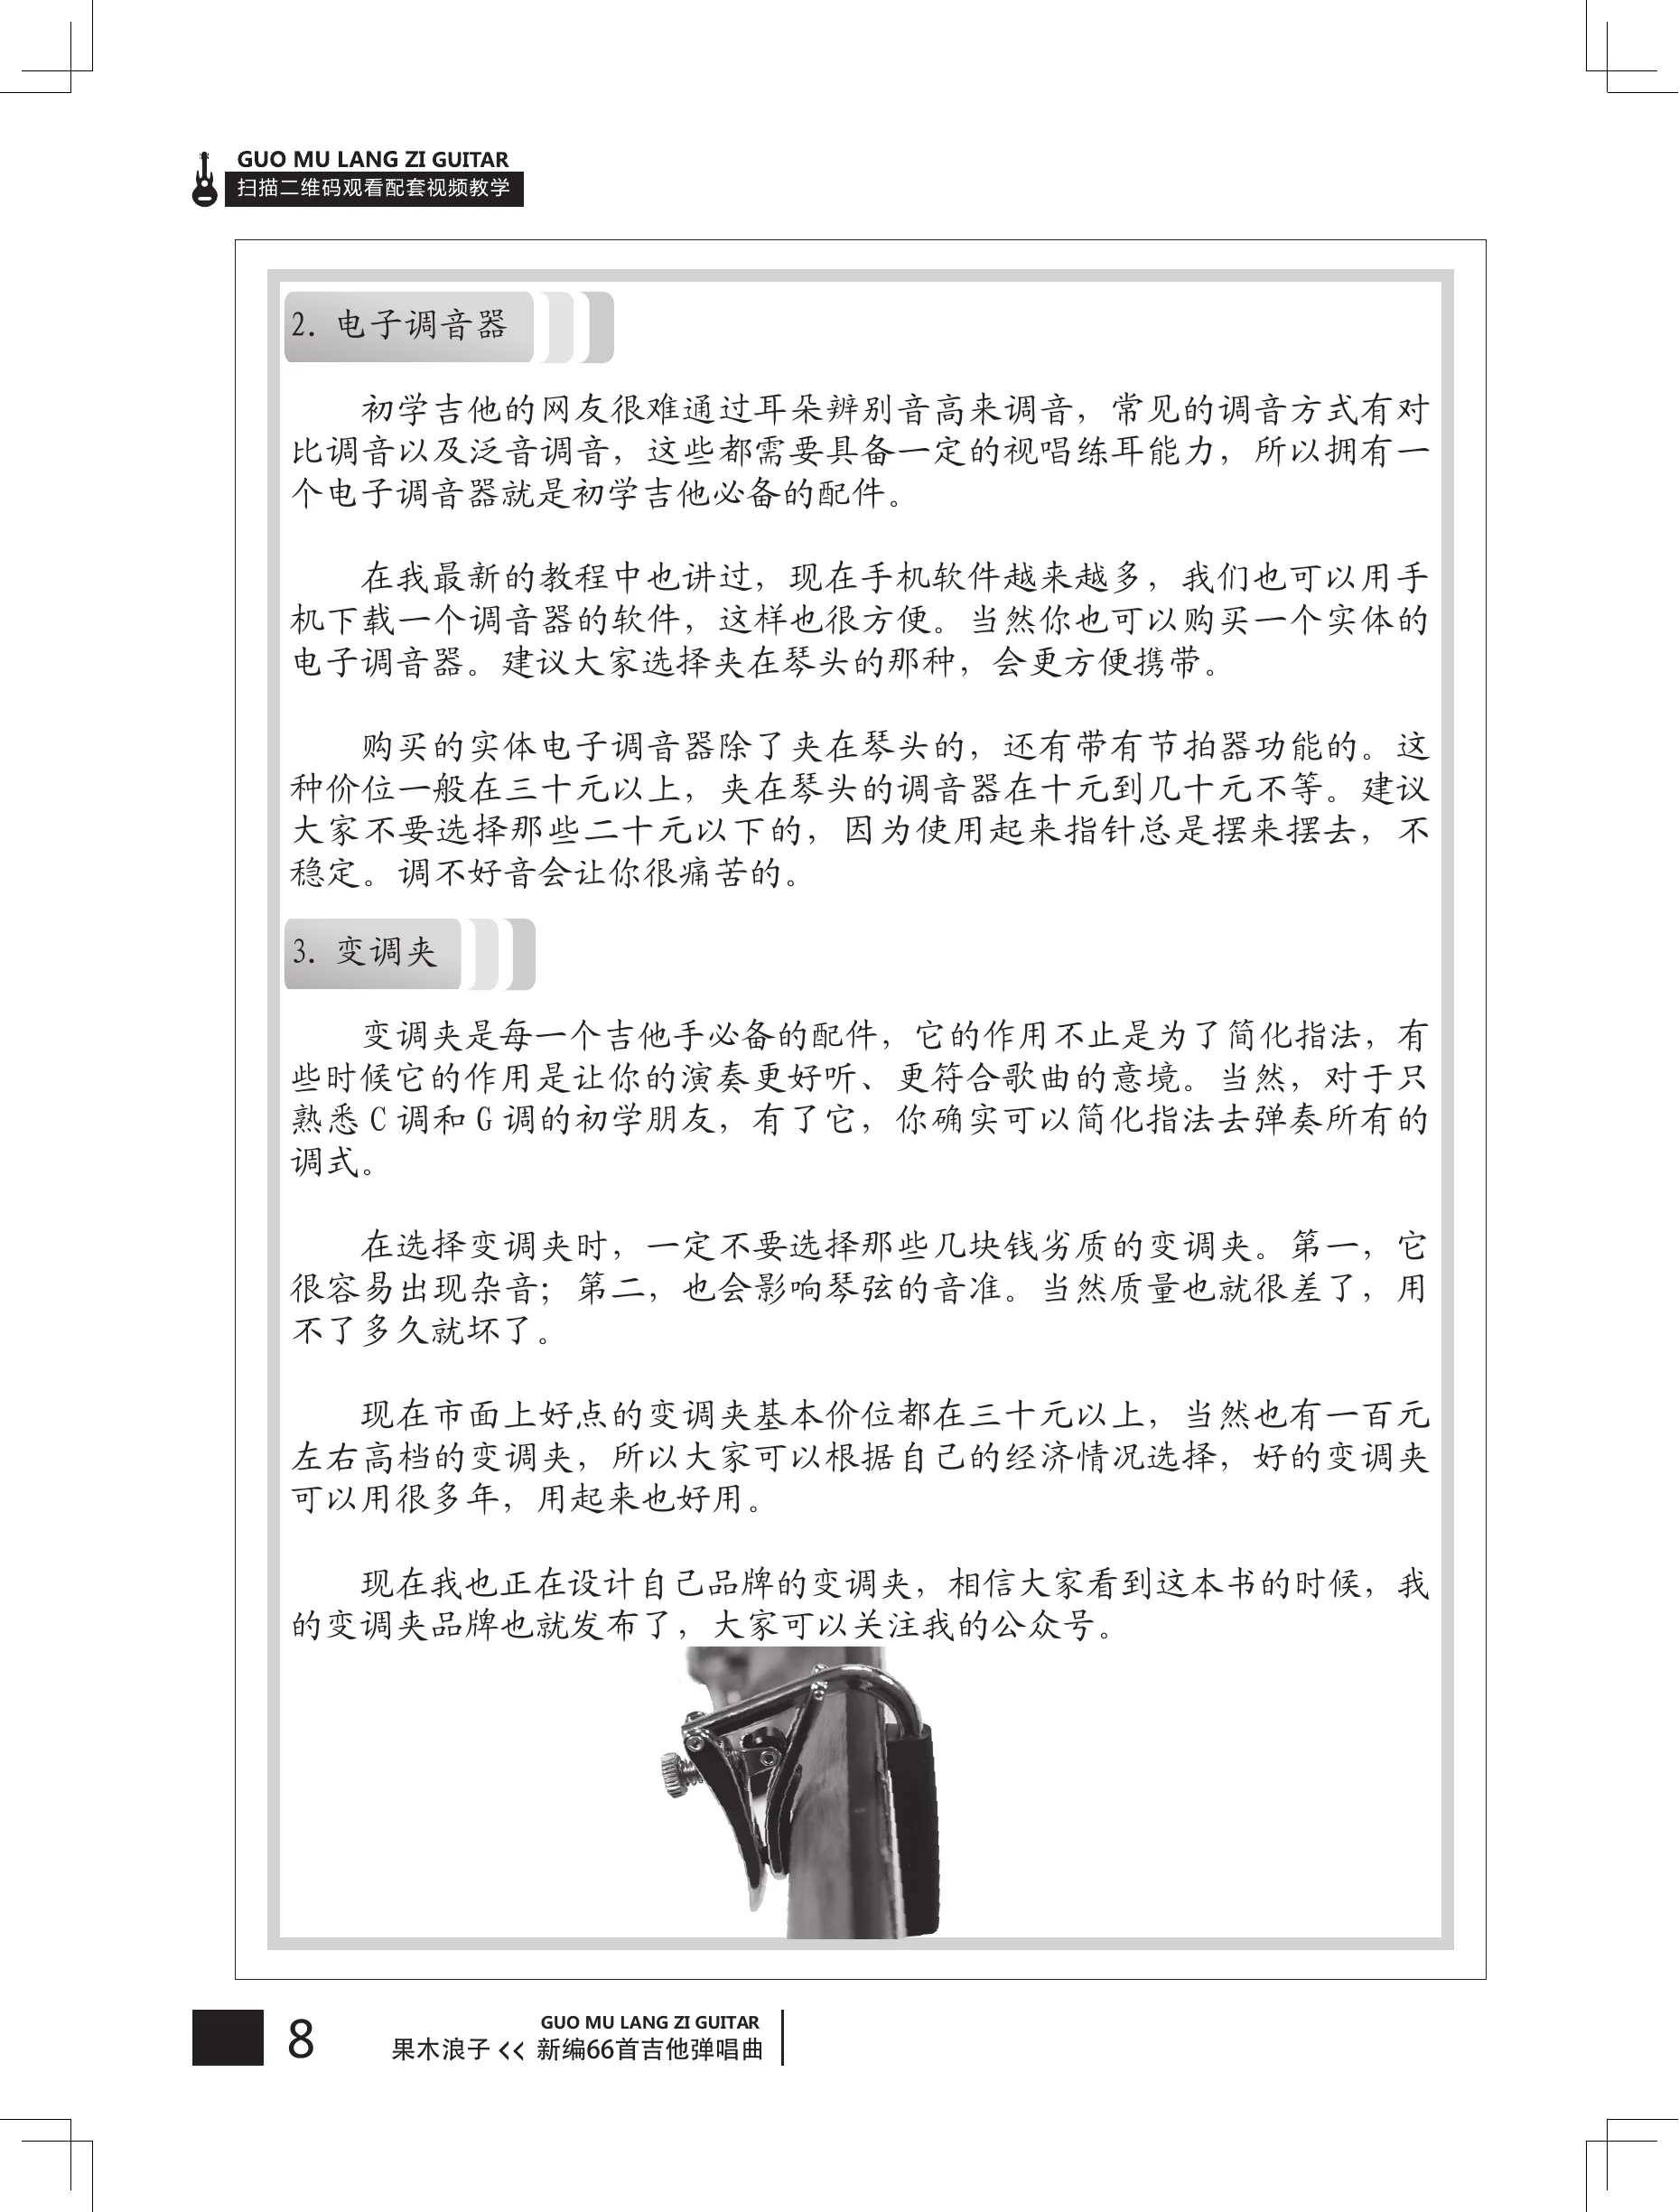 GUO MU LANG ZI GUITAR
扫描二维码观看配套视频教学
2. 电子调音器
初学吉他的网友很难通过耳朵辨别音高来调音，常见的调音方式有对
比调音以及泛音调音，这些都需要具备一定的视唱练耳能力，所以拥有一
个电子调音器就是初学吉他必备的配件。
在我最新的教程中也讲过，现在手机软件越来越多，我们也可以用手
机下载一个调音器的软件，这样也很方便。当然你也可以购买一个实体的
电子调音器。建议大家选择夹在琴头的那种，会更方便携带。
购买的实体电子调音器除了夹在琴头的，还有带有节拍器功能的。这
种价位一般在三十元以上，夹在琴头的调音器在十元到几十元不等。建议
大家不要选择那些二十元以下的，因为使用起来指针总是摆来摆去，不
稳定。调不好音会让你很痛苦的。
3. 变调夹
变调夹是每一个吉他手必备的配件，它的作用不止是为了简化指法，有
些时候它的作用是让你的演奏更好听、更符合歌曲的意境。当然，对于只
熟悉 C 调和 G 调的初学朋友，有了它，你确实可以简化指法去弹奏所有的
调式。
在选择变调夹时，一定不要选择那些几块钱劣质的变调夹。第一，它
很容易出现杂音；第二，也会影响琴弦的音准。当然质量也就很差了，用
不了多久就坏了。
现在市面上好点的变调夹基本价位都在三十元以上，当然也有一百元
左右高档的变调夹，所以大家可以根据自己的经济情况选择，好的变调夹
可以用很多年，用起来也好用。
现在我也正在设计自己品牌的变调夹，相信大家看到这本书的时候，我
的变调夹品牌也就发布了，大家可以关注我的公众号。
8
GUO MU LANG ZI GUITAR
果木浪子 << 新编66首吉他弹唱曲